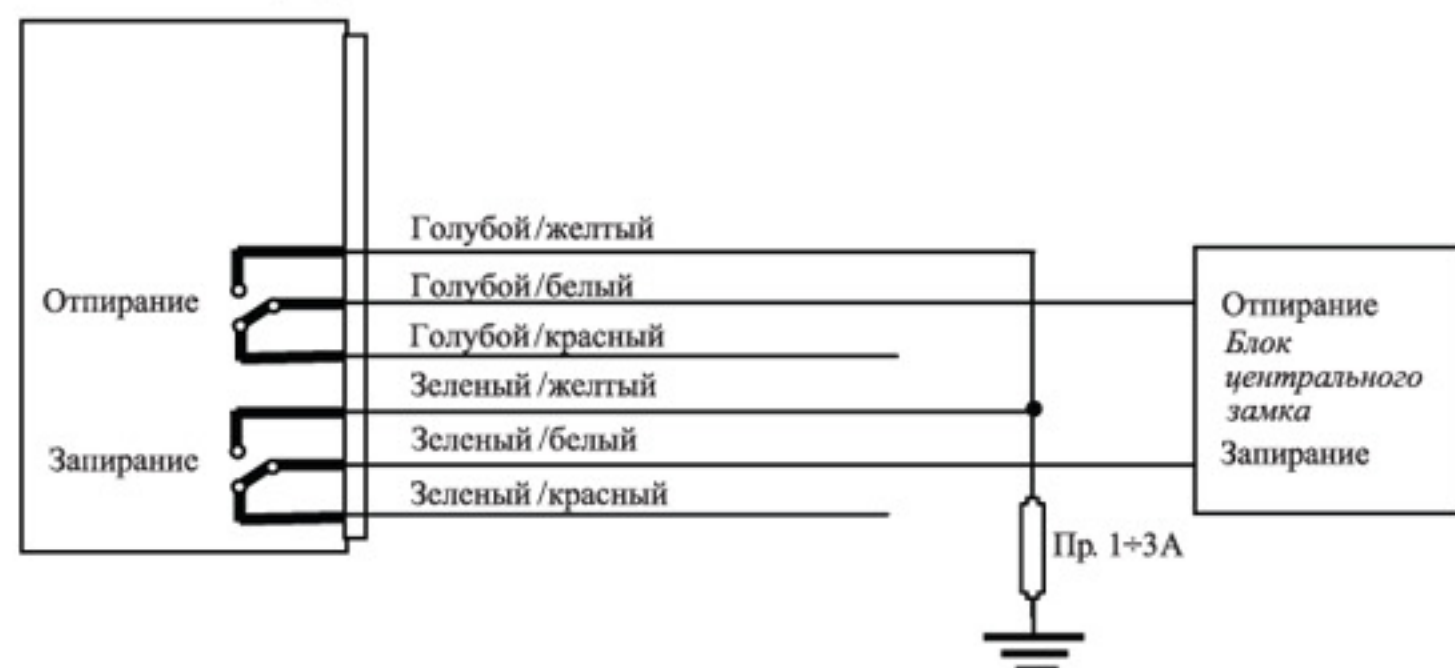 Отпирание
Запирание
Голубой/желтый
Голубой/белый
Голубой/красный
Зеленый/желтый
Зеленый/белый
Зеленый/красный
Отпирание
Блок
центрального
замка
Запирание
Пр. 1÷3А